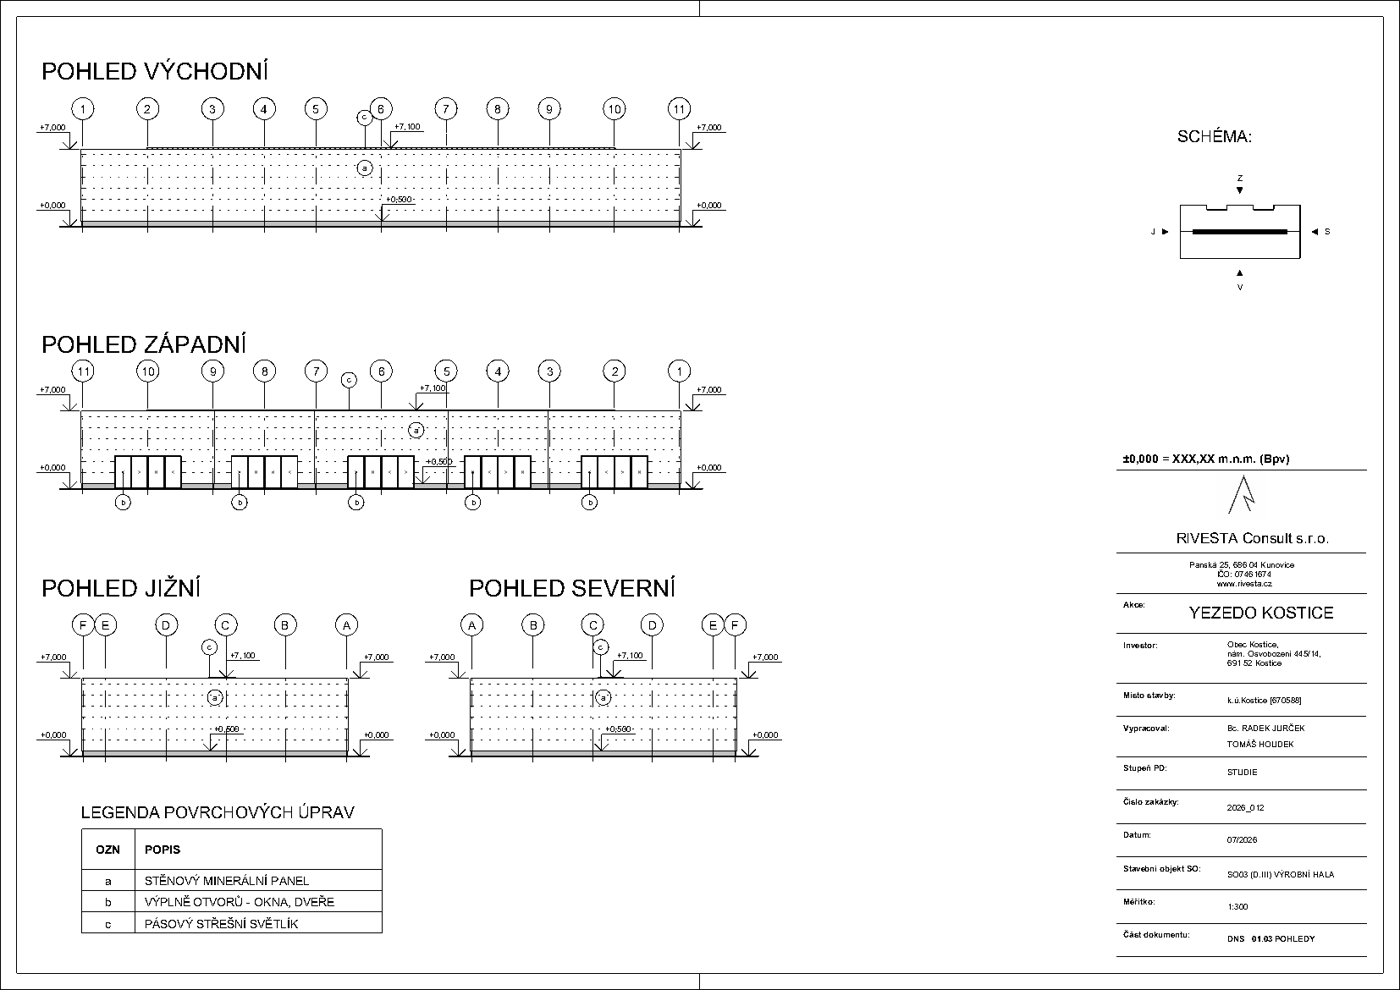 POHLED VÝCHODNÍ
1 2 3 4 5 c 6 7 8 9 10 11
+7,000 +7,100 +7,000
a
+0,500
+0,000 +0,000
POHLED ZÁPADNÍ
11 10 9 8 7 c 6 5 4 3 2 1
+7,000 +7,100 +7,000
a
+0,500
+0,000 +0,000
b b b b b
POHLED JIŽNÍ
F E D C B A
c
+7,000 +7,100 +7,000
a
+0,500
+0,000 +0,000
POHLED SEVERNÍ
A B C D E F
c
+7,000 +7,100 +7,000
a
+0,500
+0,000 +0,000
LEGENDA POVRCHOVÝCH ÚPRAV
OZN POPIS
a STĚNOVÝ MINERÁLNÍ PANEL
b VÝPLNĚ OTVORŮ - OKNA, DVEŘE
c PÁSOVÝ STŘEŠNÍ SVĚTLÍK
SCHÉMA:
Z
J S
V
±0,000 = XXX,XX m.n.m. (Bpv)
RIVESTA Consult s.r.o.
Panská 25, 686 04 Kunovice
IČO: 07461674
www.rivesta.cz
Akce: YEZEDO KOSTICE
Investor: Obec Kostice,
nám. Osvobození 445/14,
691 52 Kostice
Místo stavby: k.ú.Kostice [670588]
Vypracoval: Bc. RADEK JURČEK
TOMÁŠ HOUDEK
Stupeň PD: STUDIE
Číslo zakázky: 2026_012
Datum: 07/2026
Stavební objekt SO: SO03 (D.III) VÝROBNÍ HALA
Měřítko: 1:300
Část dokumentu: DNS 01.03 POHLEDY